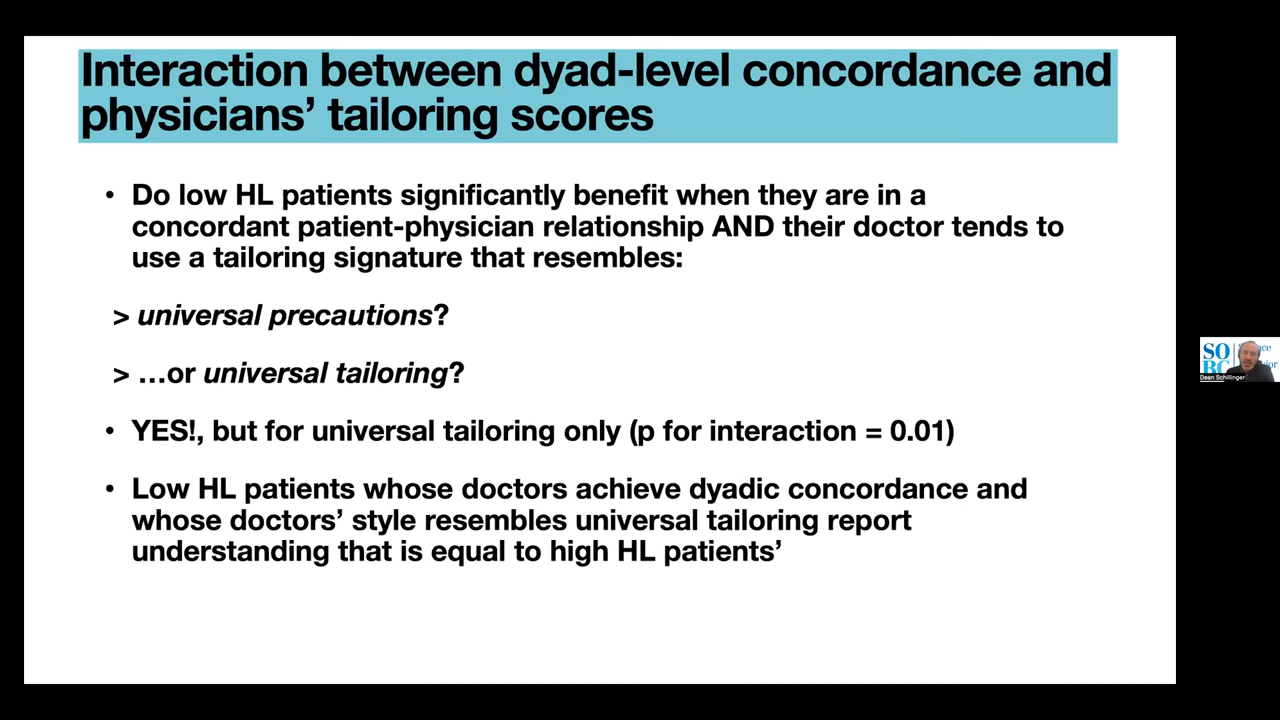 Interaction between dyad-level concordance and
physicians’ tailoring scores
• Do low HL patients significantly benefit when they are in a
concordant patient-physician relationship AND their doctor tends to
use a tailoring signature that resembles:
> universal precautions?
> …or universal tailoring?
• YES!, but for universal tailoring only (p for interaction = 0.01)
• Low HL patients whose doctors achieve dyadic concordance and
whose doctors’ style resembles universal tailoring report
understanding that is equal to high HL patients’
SO
Dean Schillinger